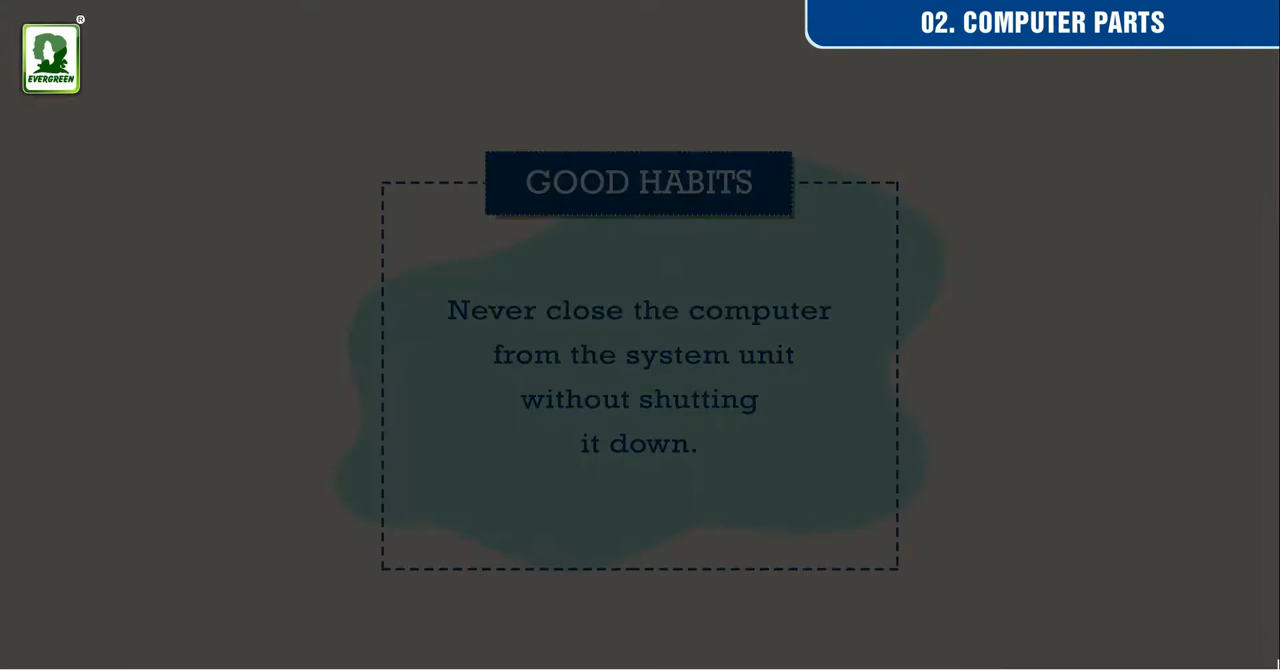 ®
EVERGREEN
02. COMPUTER PARTS
GOOD HABITS
Never close the computer
from the system unit
without shutting
it down.